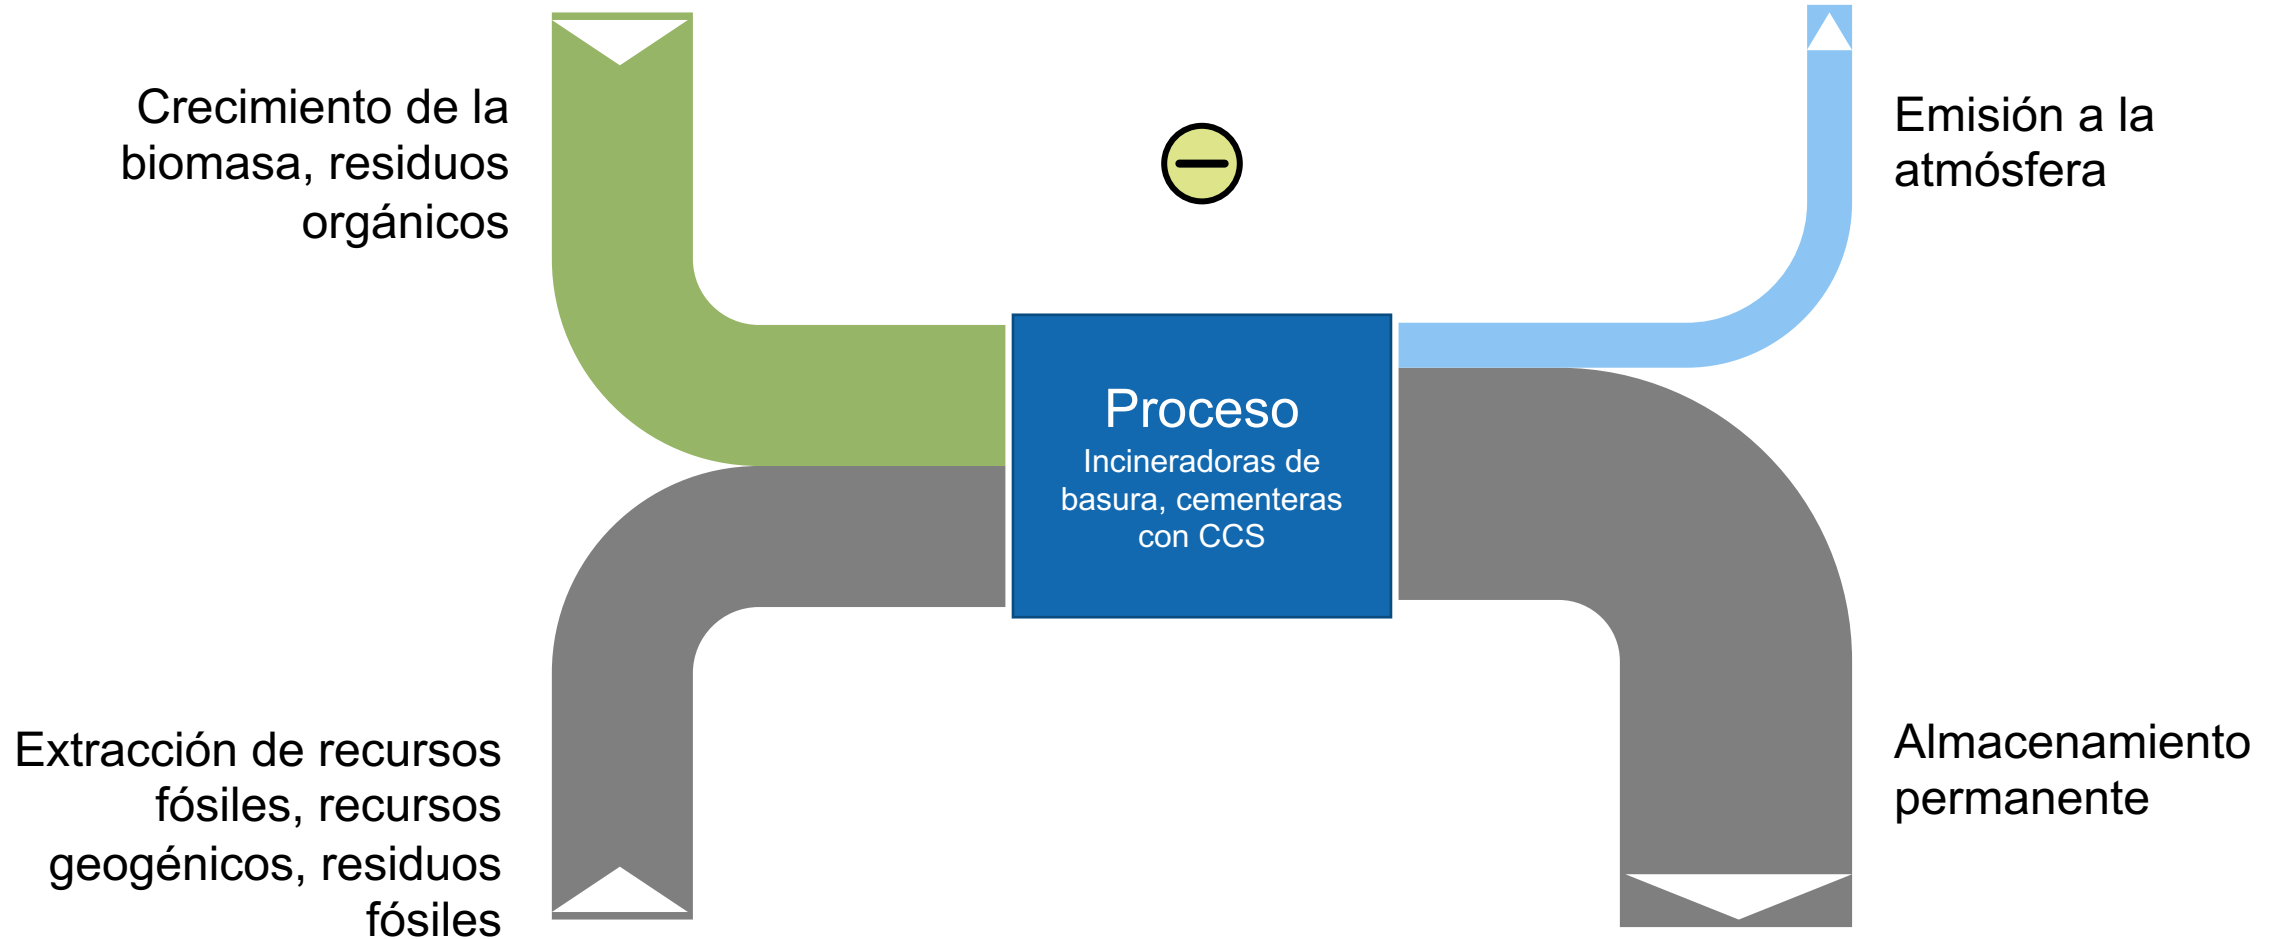 Crecimiento de la
biomasa, residuos
orgánicos
Emisión a la
atmósfera
Proceso
Incineradoras de
basura, cementeras
con CCS
Extracción de recursos
fósiles, recursos
geogénicos, residuos
fósiles
Almacenamiento
permanente